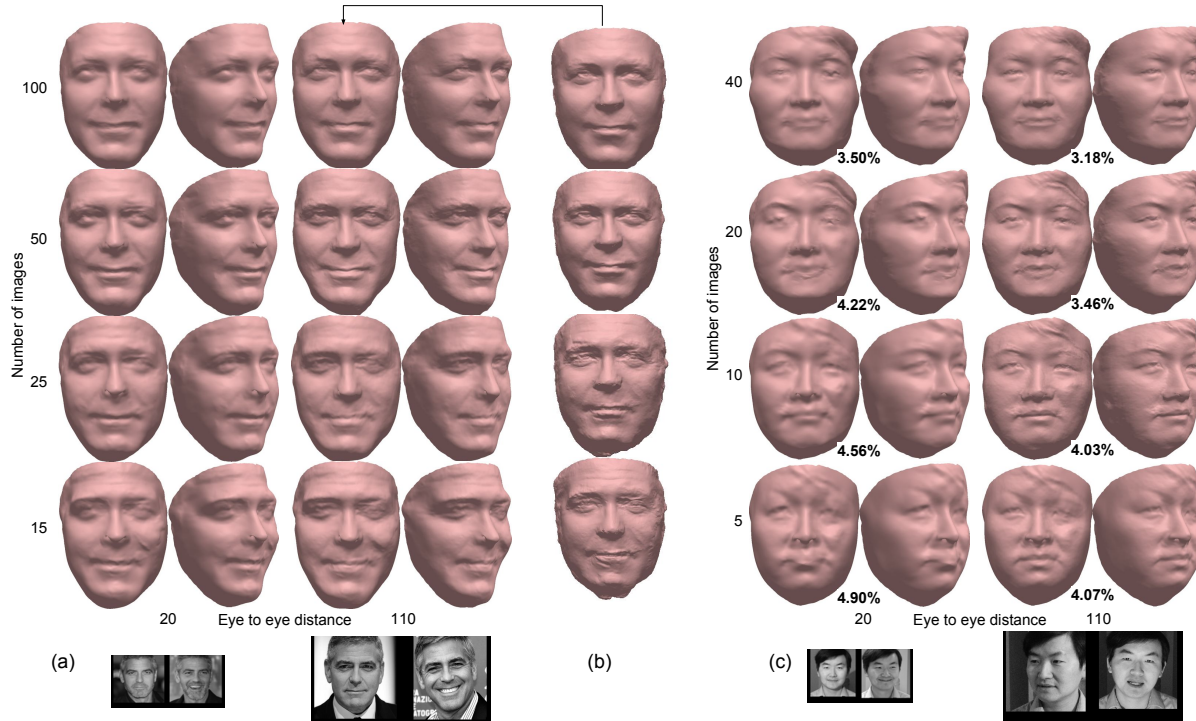 100
50
25
15
Number of images
20
Eye to eye distance
110
(a)
(b)
40
3.50%
3.18%
20
4.22%
3.46%
10
4.56%
4.03%
5
4.90%
4.07%
Number of images
20
Eye to eye distance
110
(c)